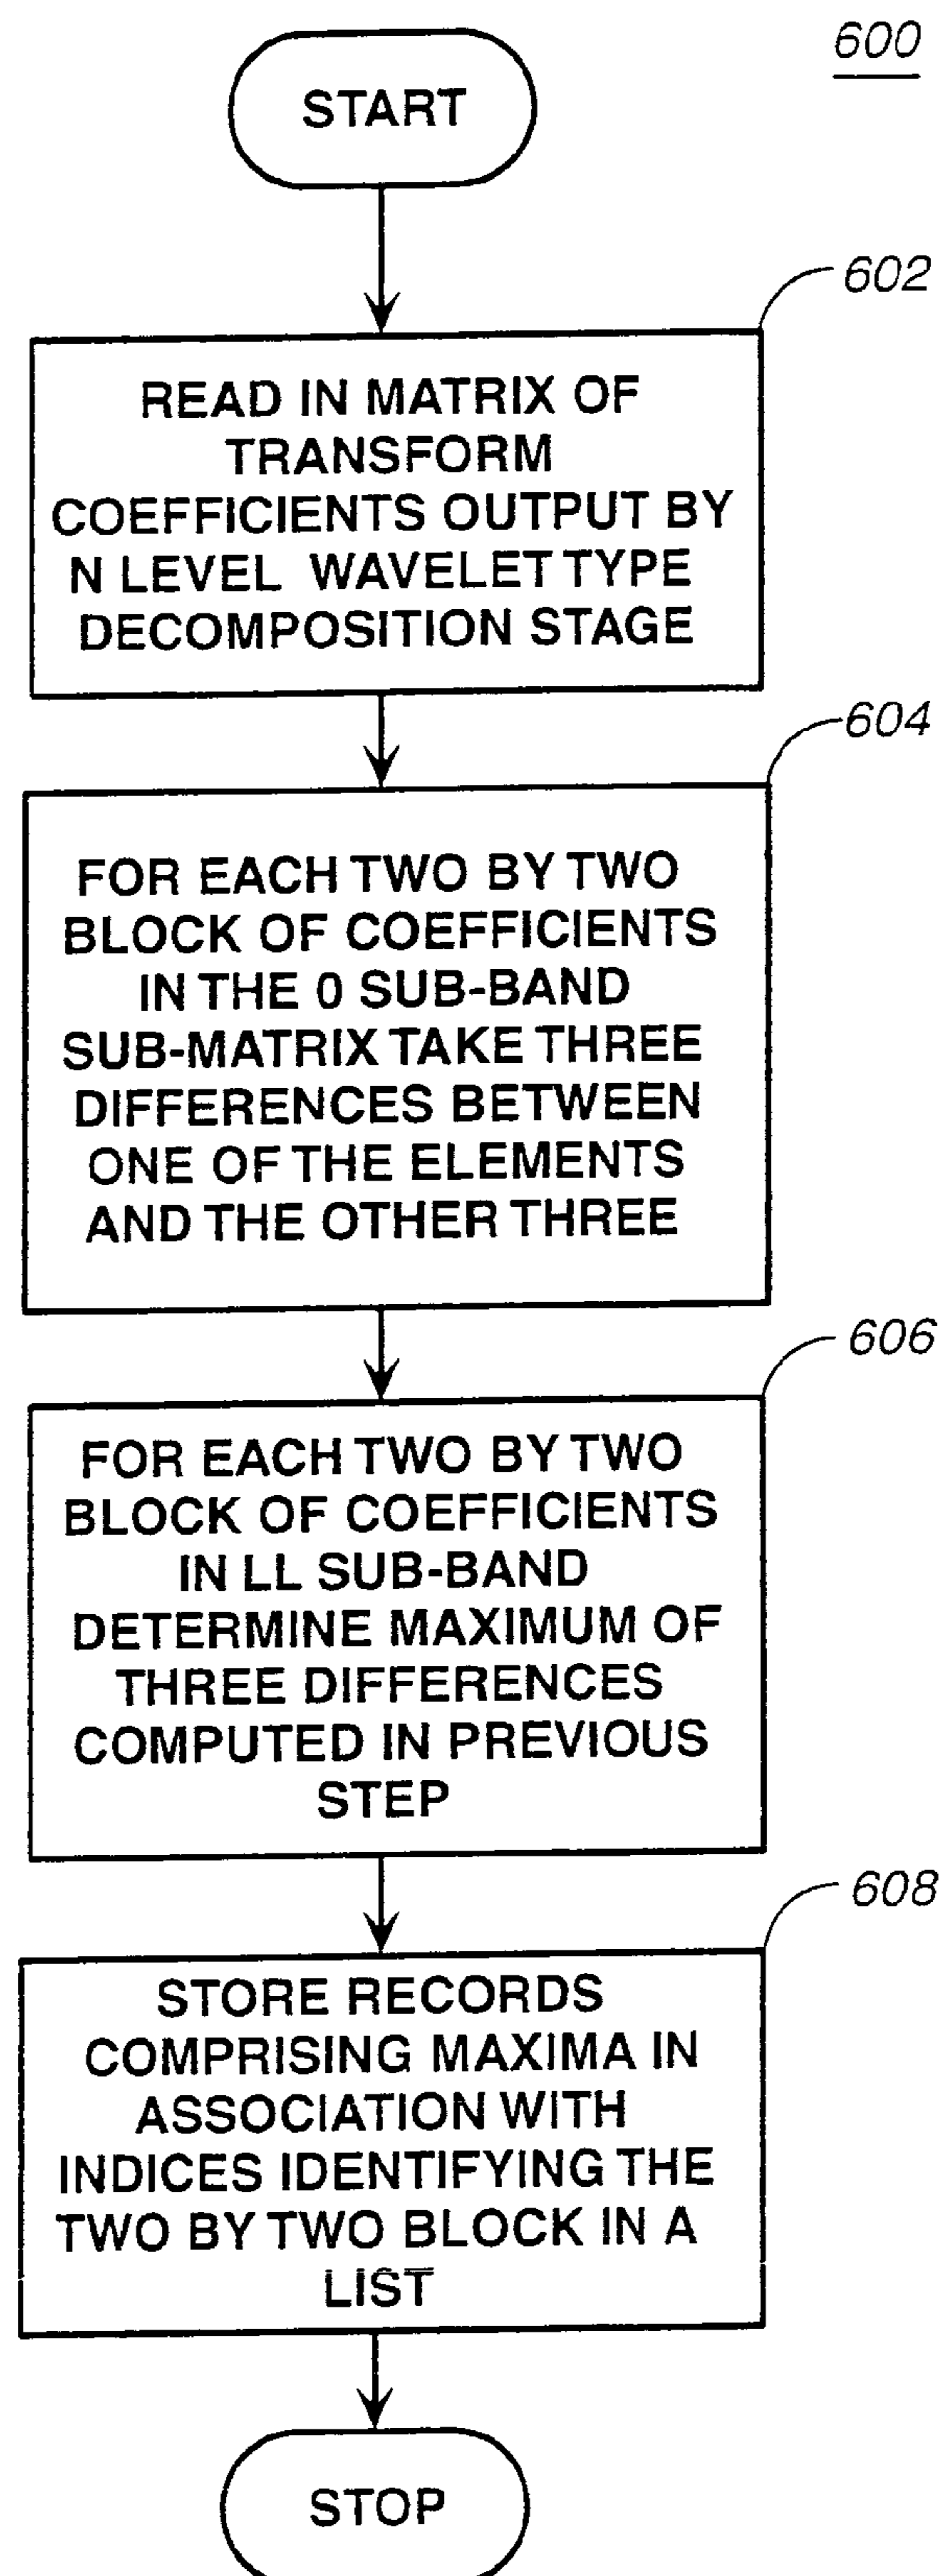 600
START
602
READ IN MATRIX OF
TRANSFORM
COEFFICIENTS OUTPUT BY
N LEVEL WAVELET TYPE
DECOMPOSITION STAGE
604
FOR EACH TWO BY TWO
BLOCK OF COEFFICIENTS
IN THE 0 SUB-BAND
SUB-MATRIX TAKE THREE
DIFFERENCES BETWEEN
ONE OF THE ELEMENTS
AND THE OTHER THREE
606
FOR EACH TWO BY TWO
BLOCK OF COEFFICIENTS
IN LL SUB-BAND
DETERMINE MAXIMUM OF
THREE DIFFERENCES
COMPUTED IN PREVIOUS
STEP
608
STORE RECORDS
COMPRISING MAXIMA IN
ASSOCIATION WITH
INDICES IDENTIFYING THE
TWO BY TWO BLOCK IN A
LIST
STOP